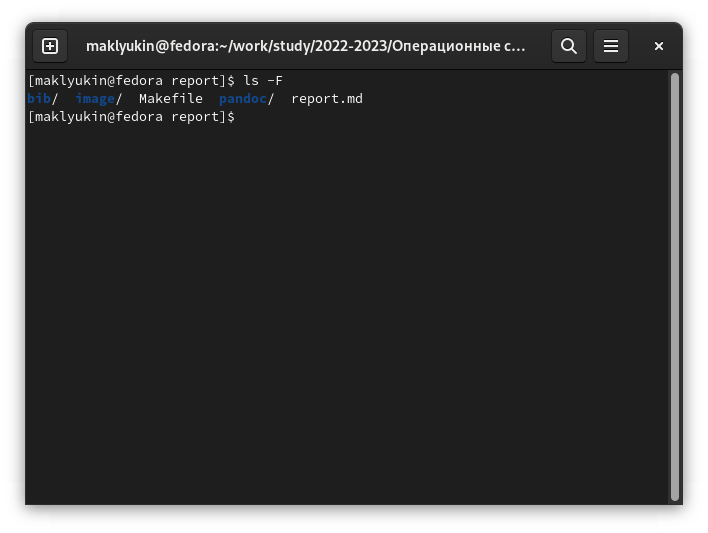 maklyukin@fedora:~/work/study/2022-2023/Операционные с…
[maklyukin@fedora report]$ ls -F
bib/  image/  Makefile  pandoc/  report.md
[maklyukin@fedora report]$